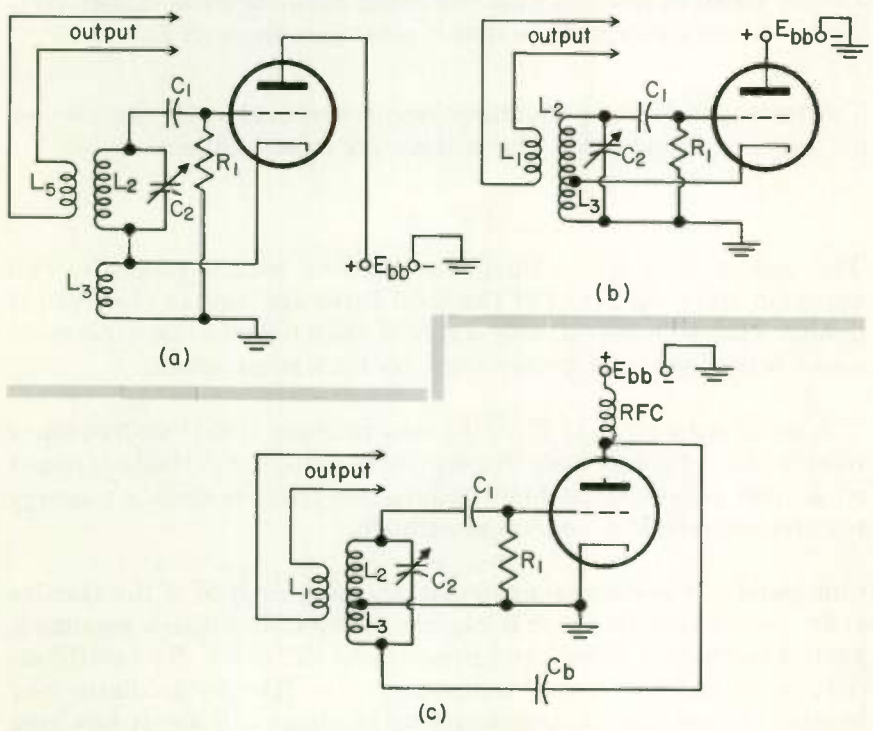 output
C1
R1
L5
L2
C2
L3
+ Ebb -
(a)
output
+ Ebb -
L2
C1
L1
C2
R1
L3
(b)
+ Ebb -
RFC
output
C1
L2
C2
R1
L1
L3
Cb
(c)